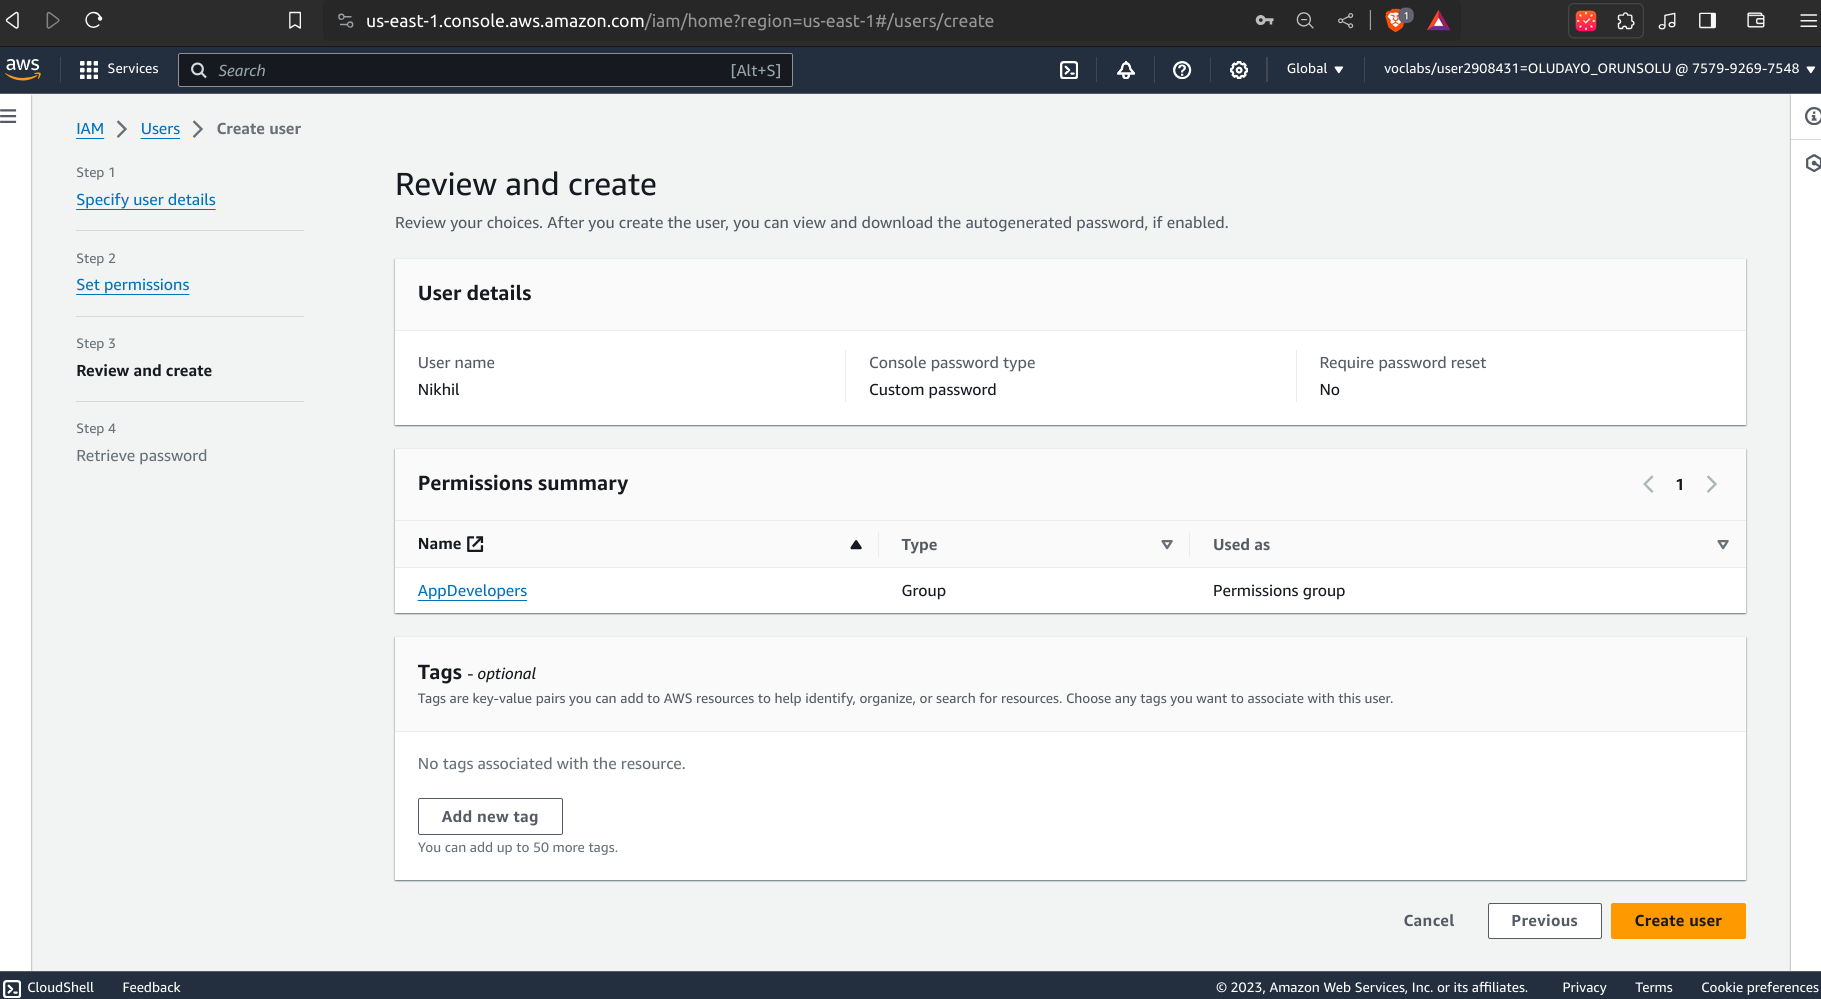 us-east-1.console.aws.amazon.com/iam/home?region=us-east-1#/users/create
1
aws
Services
Search
[Alt+S]
Global
voclabs/user2908431=OLUDAYO_ORUNSOLU @ 7579-9269-7548
IAM
Users
Create user
Step 1
Specify user details
Step 2
Set permissions
Step 3
Review and create
Step 4
Retrieve password
Review and create
Review your choices. After you create the user, you can view and download the autogenerated password, if enabled.
User details
User name
Nikhil
Console password type
Custom password
Require password reset
No
Permissions summary
1
Name
Type
Used as
AppDevelopers
Group
Permissions group
Tags - optional
Tags are key-value pairs you can add to AWS resources to help identify, organize, or search for resources. Choose any tags you want to associate with this user.
No tags associated with the resource.
Add new tag
You can add up to 50 more tags.
Cancel
Previous
Create user
CloudShell
Feedback
© 2023, Amazon Web Services, Inc. or its affiliates.
Privacy
Terms
Cookie preferences